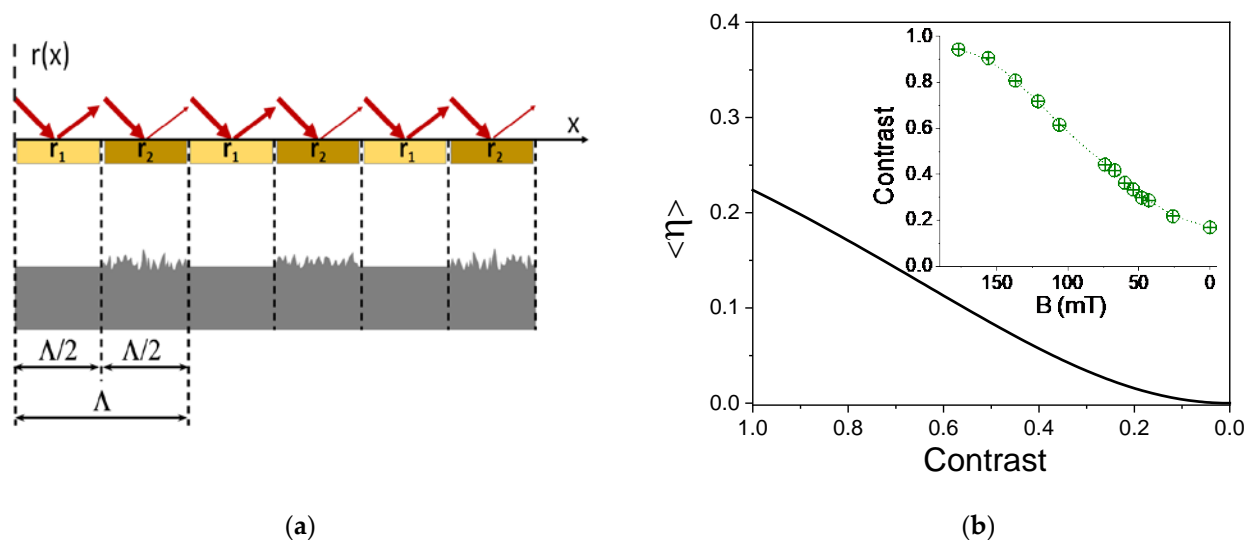 r(x)
x
r₁ r₂ r₁ r₂ r₁ r₂
Λ/2 Λ/2
Λ
(a)
0.4
0.3
0.2
0.1
0.0
<η>
1.0 0.8 0.6 0.4 0.2 0.0
Contrast
1.0
0.8
0.6
0.4
0.2
0.0
Contrast
150 100 50 0
B (mT)
(b)